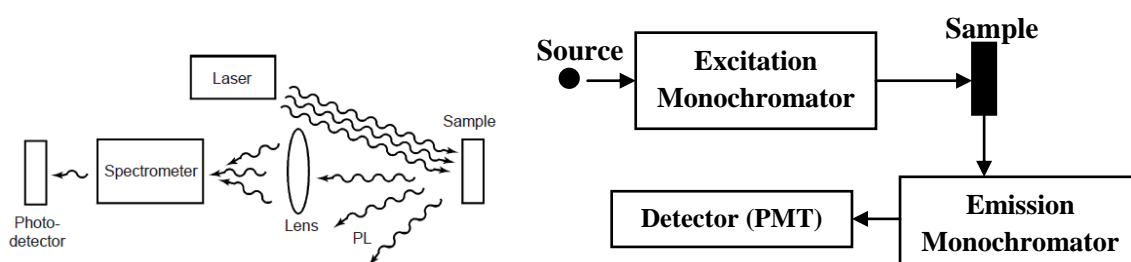 Laser
Sample
Spectrometer
Photo-
detector
Lens
PL
Source
Excitation
Monochromator
Sample
Detector (PMT)
Emission
Monochromator